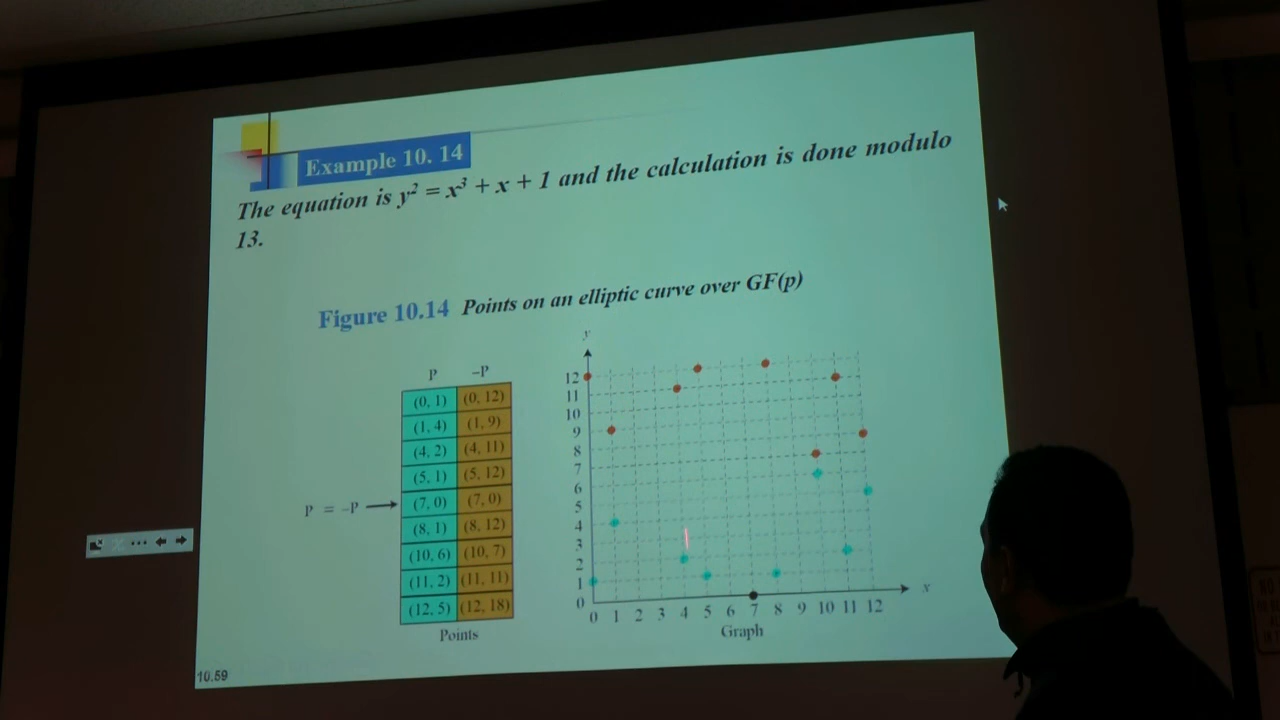 Example 10. 14
The equation is y² = x³ + x + 1 and the calculation is done modulo
13.
Figure 10.14 Points on an elliptic curve over GF(p)
P −P
(0, 1) (0, 12)
(1, 4) (1, 9)
(4, 2) (4, 11)
(5, 1) (5, 12)
P = −P (7, 0) (7, 0)
(8, 1) (8, 12)
(10, 6) (10, 7)
(11, 2) (11, 11)
(12, 5) (12, 18)
Points
y
12
11
10
9
8
7
6
5
4
3
2
1
0
0 1 2 3 4 5 6 7 8 9 10 11 12 x
Graph
10.59